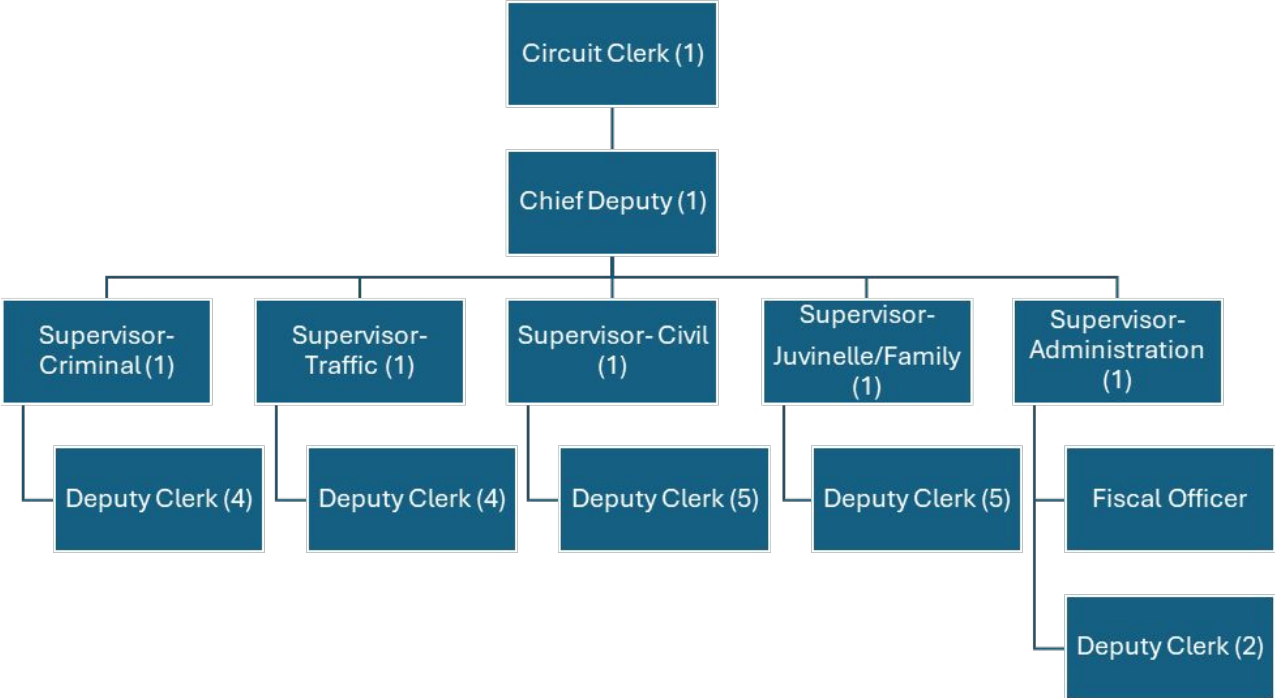 Circuit Clerk (1)
Chief Deputy (1)
Supervisor-
Criminal (1)
Supervisor-
Traffic (1)
Supervisor- Civil
(1)
Supervisor-
Juvinelle/Family
(1)
Supervisor-
Administration
(1)
Deputy Clerk (4)
Deputy Clerk (4)
Deputy Clerk (5)
Deputy Clerk (5)
Fiscal Officer
Deputy Clerk (2)